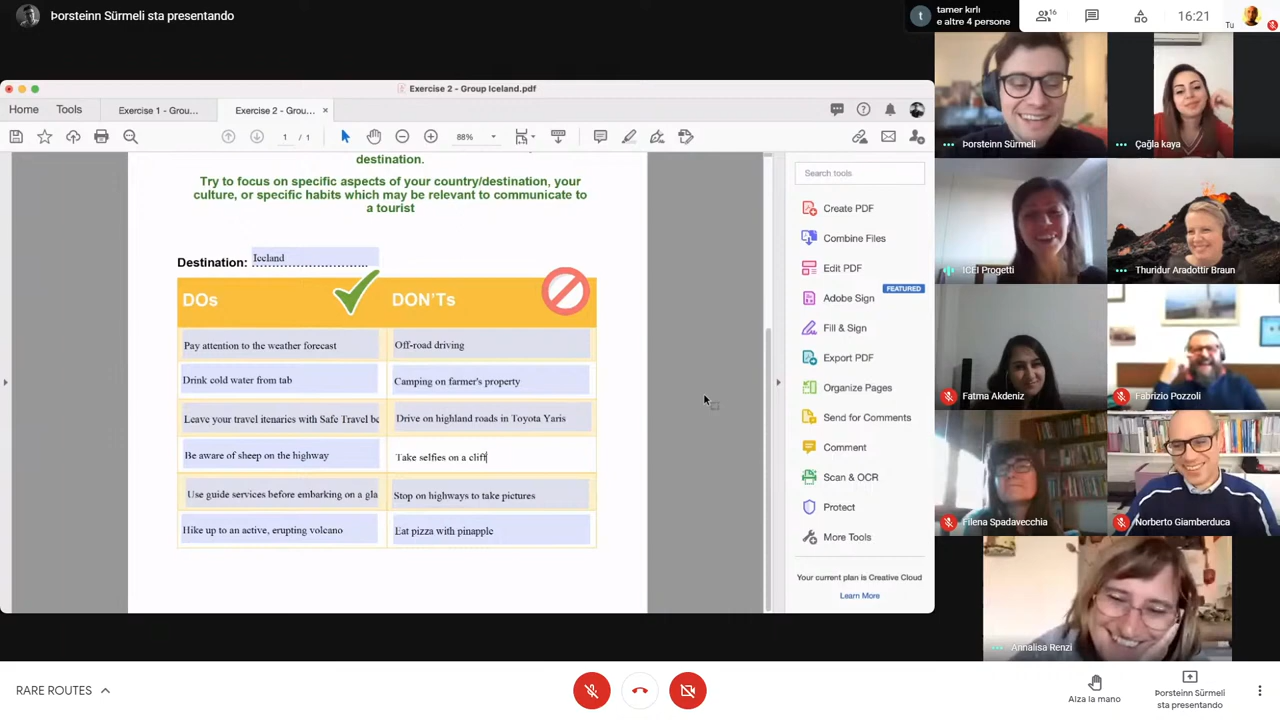 Þorsteinn Sürmeli sta presentando
tamer kırlı
e altre 4 persone
t
16
16:21
Tu
Exercise 2 - Group Iceland.pdf
Home
Tools
Exercise 1 - Grou...
Exercise 2 - Grou...
1 / 1
88%
destination.
Try to focus on specific aspects of your country/destination, your
culture, or specific habits which may be relevant to communicate to
a tourist
Destination: Iceland
DOs
DON'Ts
Pay attention to the weather forecast
Off-road driving
Drink cold water from tab
Camping on farmer's property
Leave your travel itenaries with Safe Travel be
Drive on highland roads in Toyota Yaris
Be aware of sheep on the highway
Take selfies on a cliff
Use guide services before embarking on a gla
Stop on highways to take pictures
Hike up to an active, erupting volcano
Eat pizza with pinapple
Search tools
Create PDF
Combine Files
Edit PDF
FEATURED
Adobe Sign
Fill & Sign
Export PDF
Organize Pages
Send for Comments
Comment
Scan & OCR
Protect
More Tools
Your current plan is Creative Cloud
Learn More
Þorsteinn Sürmeli
Çağla kaya
ICEI Progetti
Thuridur Aradottir Braun
Fatma Akdeniz
Fabrizio Pozzoli
Filena Spadavecchia
Norberto Giamberduca
Annalisa Renzi
RARE ROUTES
Alza la mano
Þorsteinn Sürmeli
sta presentando